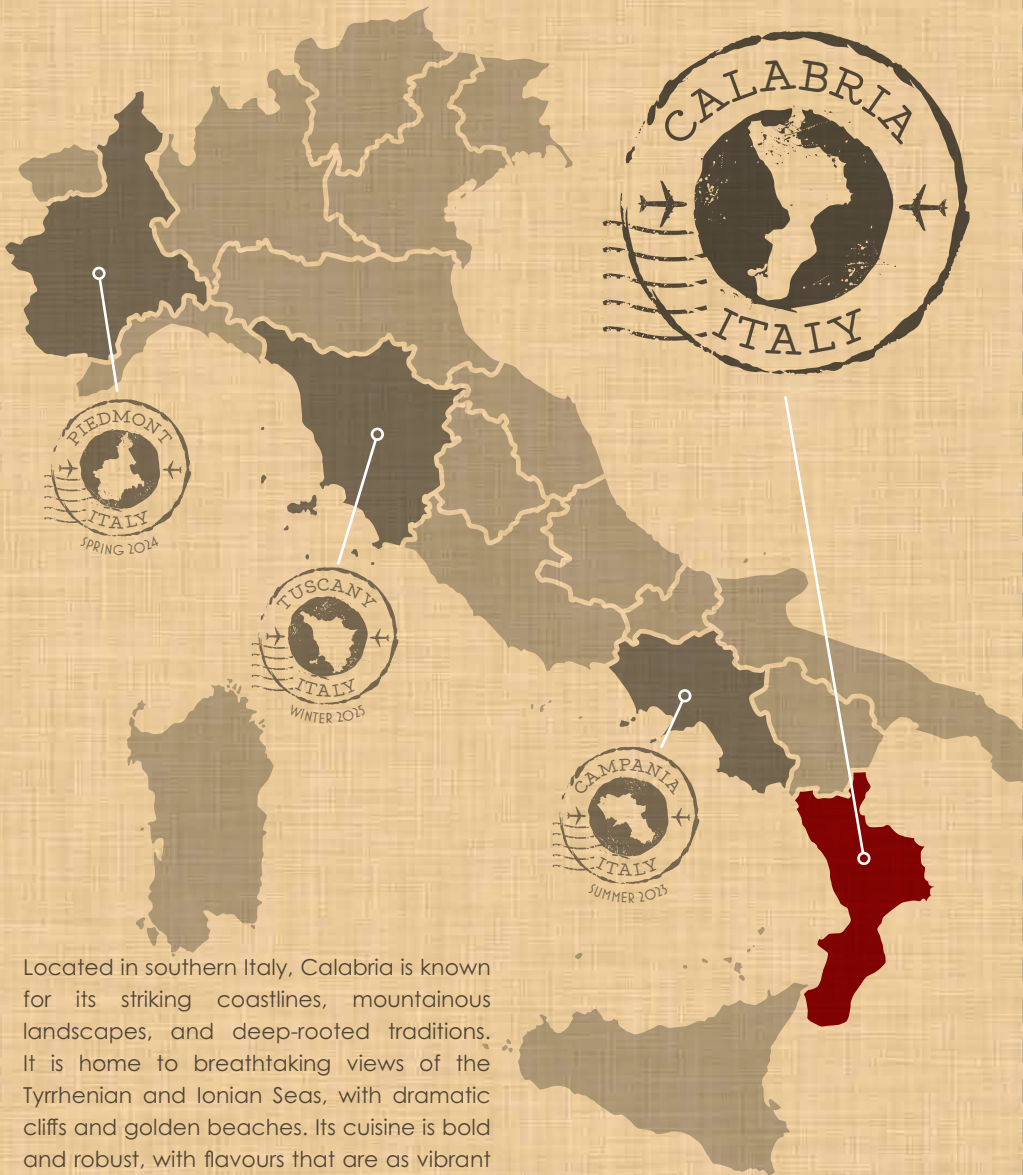 CALABRIA
ITALY
PIEDMONT
ITALY
SPRING 2024
TUSCANY
ITALY
WINTER 2025
CAMPANIA
ITALY
SUMMER 2023
Located in southern Italy, Calabria is known
for its striking coastlines, mountainous
landscapes, and deep-rooted traditions.
It is home to breathtaking views of the
Tyrrhenian and Ionian Seas, with dramatic
cliffs and golden beaches. Its cuisine is bold
and robust, with flavours that are as vibrant